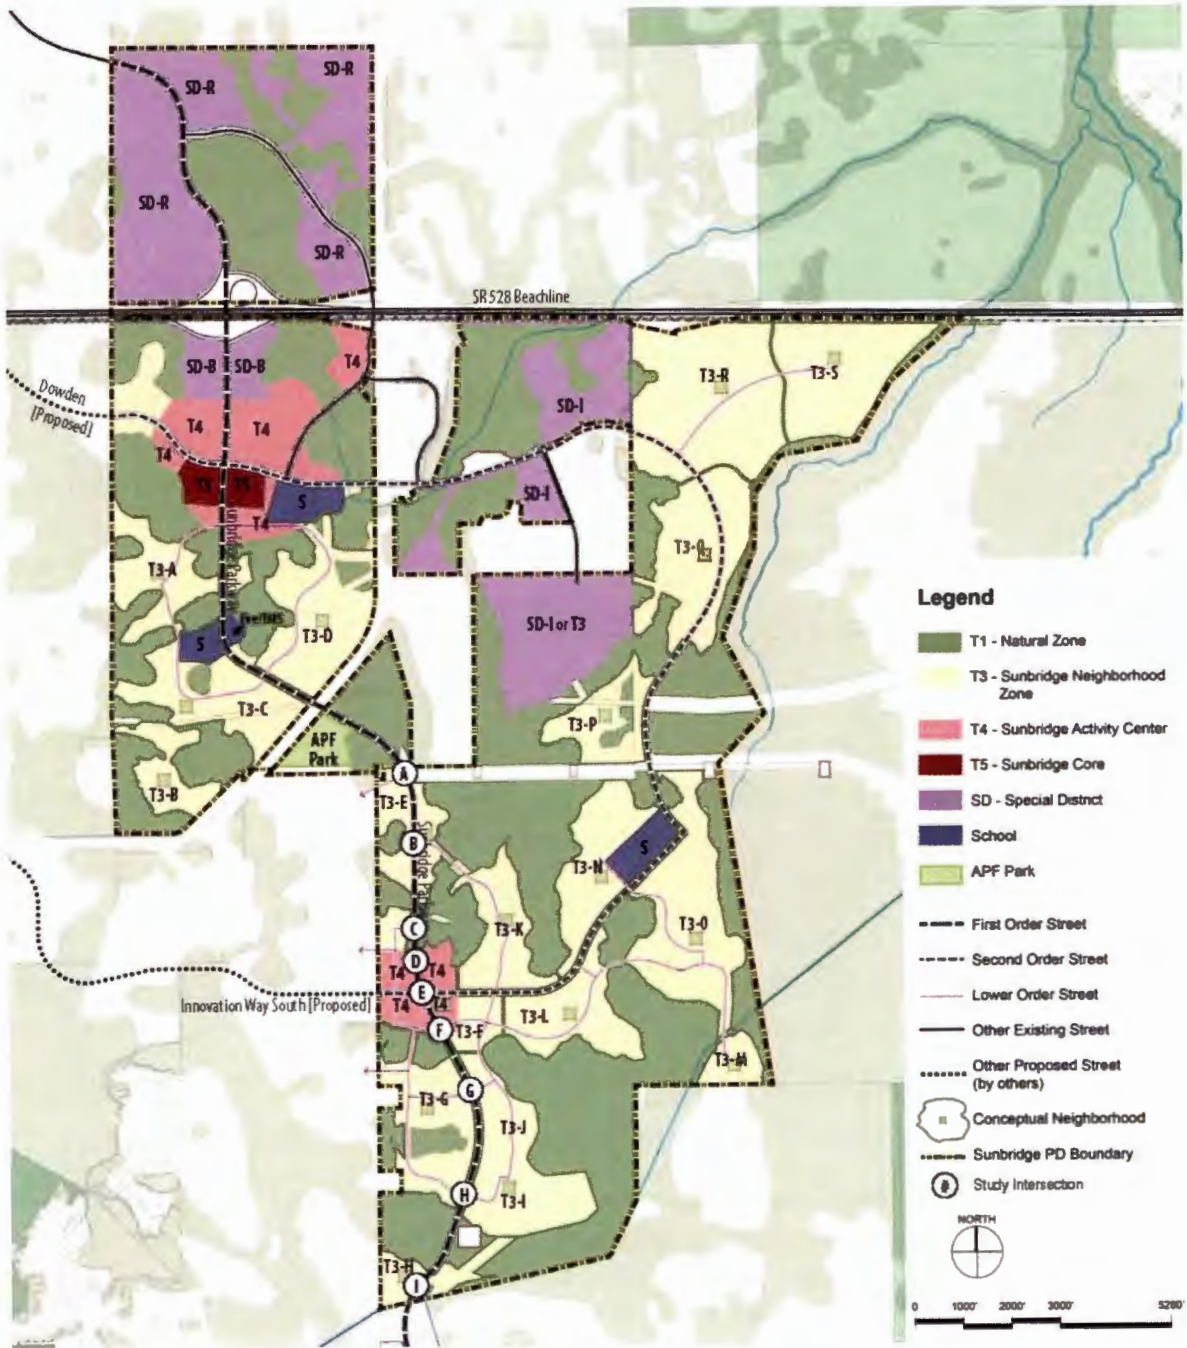 SD-R
SD-R
SD-R
SD-R
SR 528 Beachline
SD-B
SD-B
T4
T3-R
T3-S
Dowden
[Proposed]
SD-I
T4
T4
T4
T5
T5
S
SD-I
T4
T3-A
T3-D
S
SD-I or T3
T3-C
T3-P
APF
Park
T3-B
A
T3-E
B
S
T3-N
C
T3-K
T3-O
D
T4
T4
E
Innovation Way South [Proposed]
T4
T4
F
T3-F
T3-L
T3-M
G
T3-G
T3-J
H
T3-I
T3-H
I
Legend
T1 - Natural Zone
T3 - Sunbridge Neighborhood
Zone
T4 - Sunbridge Activity Center
T5 - Sunbridge Core
SD - Special District
School
APF Park
First Order Street
Second Order Street
Lower Order Street
Other Existing Street
Other Proposed Street
(by others)
Conceptual Neighborhood
Sunbridge PD Boundary
#
Study Intersection
NORTH
0 1000' 2000' 3000' 5280'